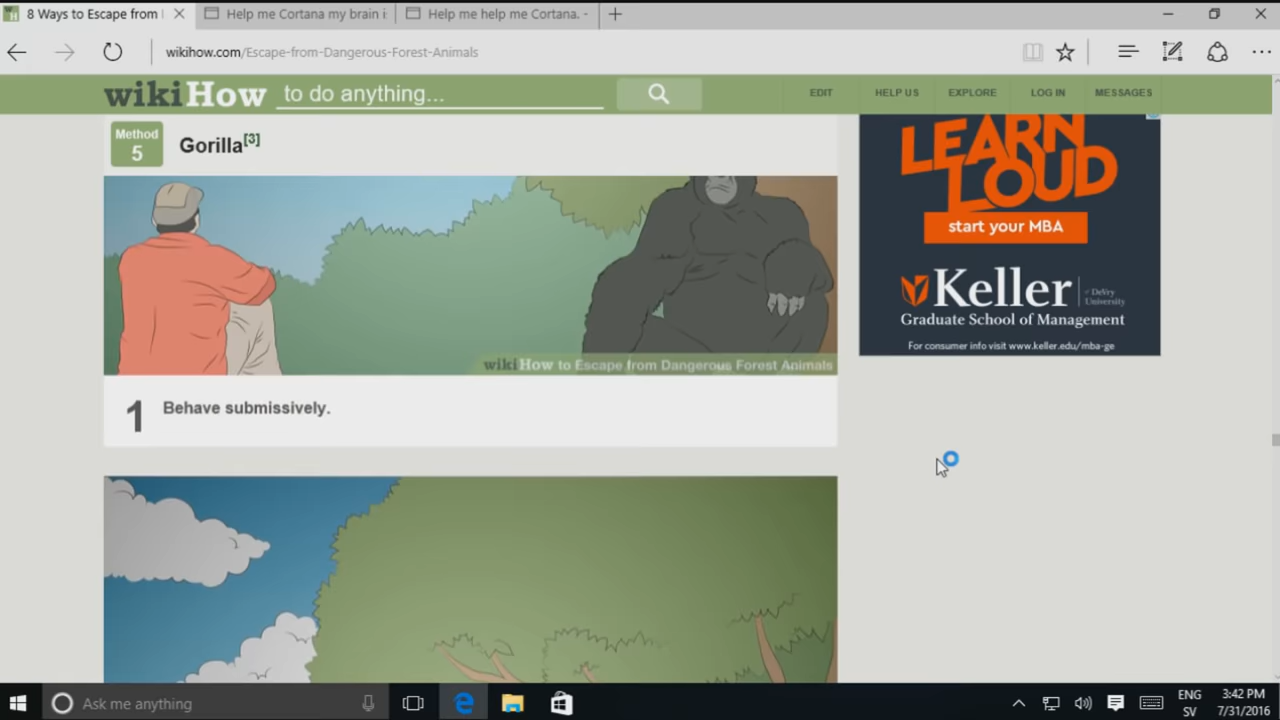 8 Ways to Escape from
Help me Cortana my brain i
Help me help me Cortana. -
wikihow.com/Escape-from-Dangerous-Forest-Animals
wikiHow to do anything...
EDIT
HELP US
EXPLORE
LOG IN
MESSAGES
Method
5
Gorilla[3]
wikiHow to Escape from Dangerous Forest Animals
1 Behave submissively.
LEARN
LOUD
start your MBA
Keller
of DeVry
University
Graduate School of Management
For consumer info visit www.keller.edu/mba-ge
Ask me anything
ENG
SV
3:42 PM
7/31/2016